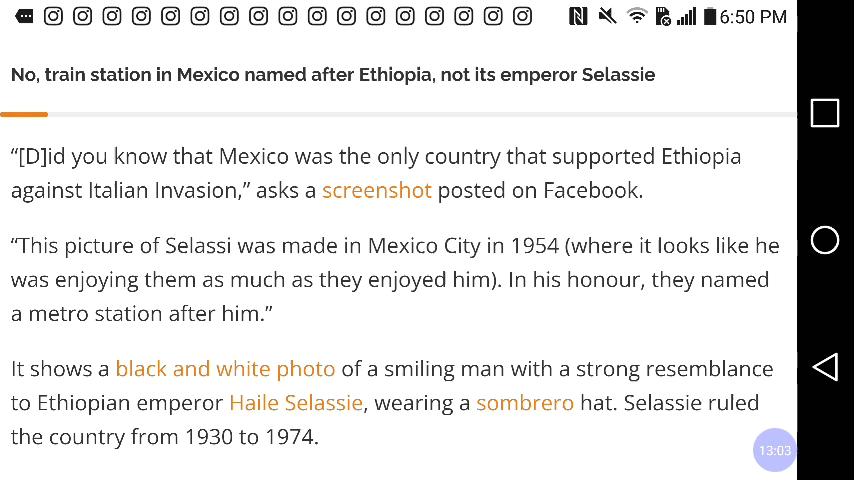 6:50 PM
No, train station in Mexico named after Ethiopia, not its emperor Selassie
“[D]id you know that Mexico was the only country that supported Ethiopia
against Italian Invasion,” asks a screenshot posted on Facebook.
“This picture of Selassi was made in Mexico City in 1954 (where it looks like he
was enjoying them as much as they enjoyed him). In his honour, they named
a metro station after him.”
It shows a black and white photo of a smiling man with a strong resemblance
to Ethiopian emperor Haile Selassie, wearing a sombrero hat. Selassie ruled
the country from 1930 to 1974.
13:03